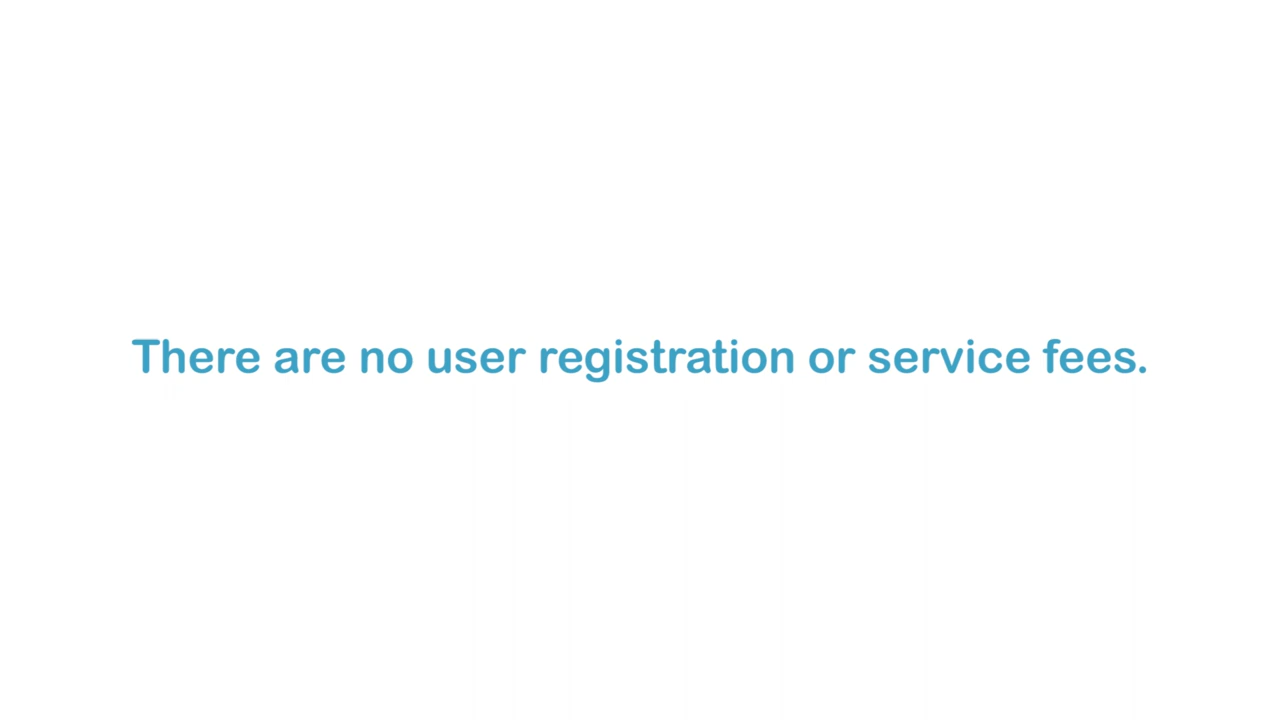 There are no user registration or service fees.